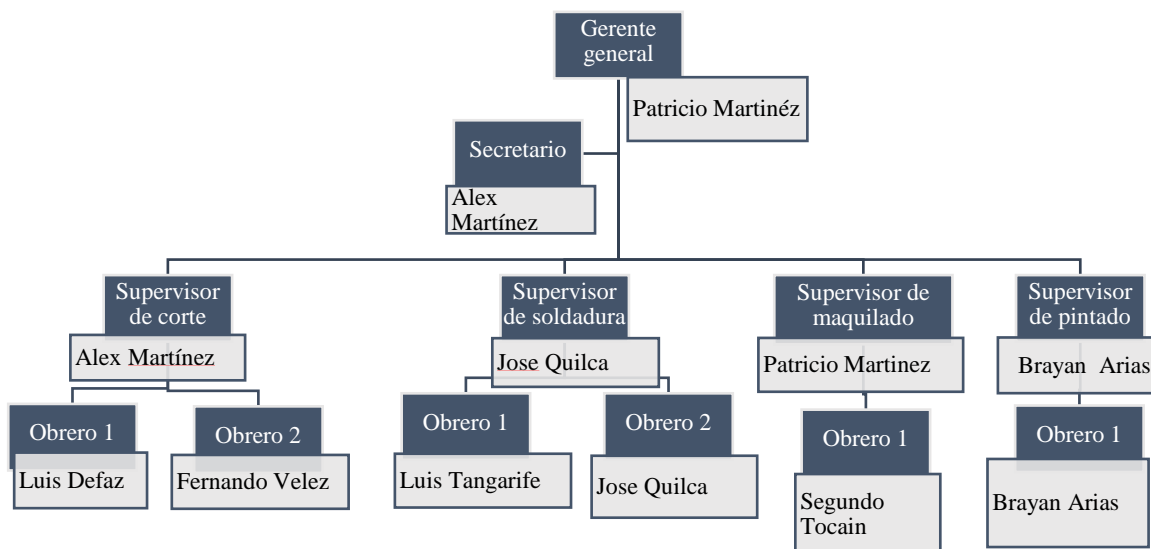 Gerente
general
Patricio Martinéz
Secretario
Alex
Martínez
Supervisor
de corte
Alex Martínez
Supervisor
de soldadura
Jose Quilca
Supervisor de
maquilado
Patricio Martinez
Supervisor
de pintado
Brayan Arias
Obrero 1
Luis Defaz
Obrero 2
Fernando Velez
Obrero 1
Luis Tangarife
Obrero 2
Jose Quilca
Obrero 1
Segundo
Tocain
Obrero 1
Brayan Arias